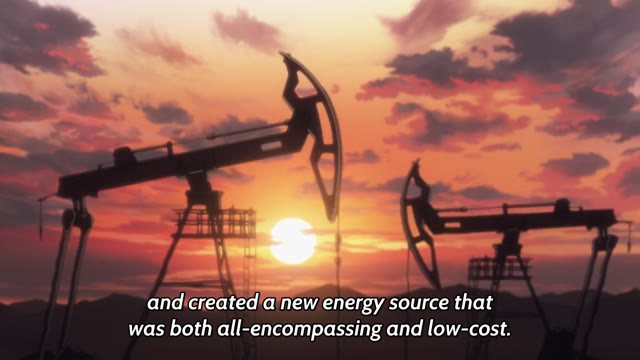 and created a new energy source that
was both all-encompassing and low-cost.